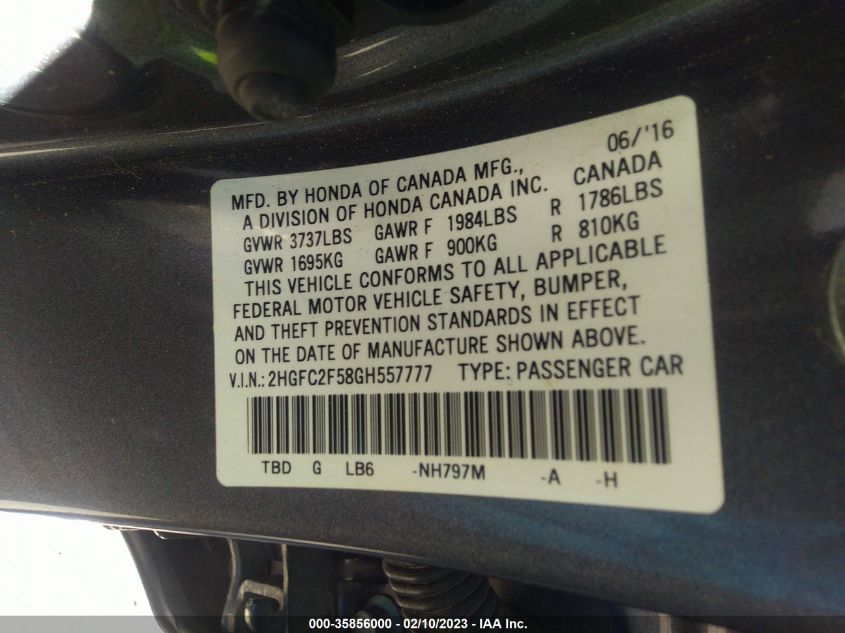 06/'16
MFD. BY HONDA OF CANADA MFG.,
A DIVISION OF HONDA CANADA INC. CANADA
GVWR 3737LBS GAWR F 1984LBS R 1786LBS
GVWR 1695KG GAWR F 900KG R 810KG
THIS VEHICLE CONFORMS TO ALL APPLICABLE
FEDERAL MOTOR VEHICLE SAFETY, BUMPER,
AND THEFT PREVENTION STANDARDS IN EFFECT
ON THE DATE OF MANUFACTURE SHOWN ABOVE.
V.I.N.: 2HGFC2F58GH557777 TYPE: PASSENGER CAR
TBD G LB6 -NH797M -A -H
000-35856000 — 02/10/2023 — IAA Inc.